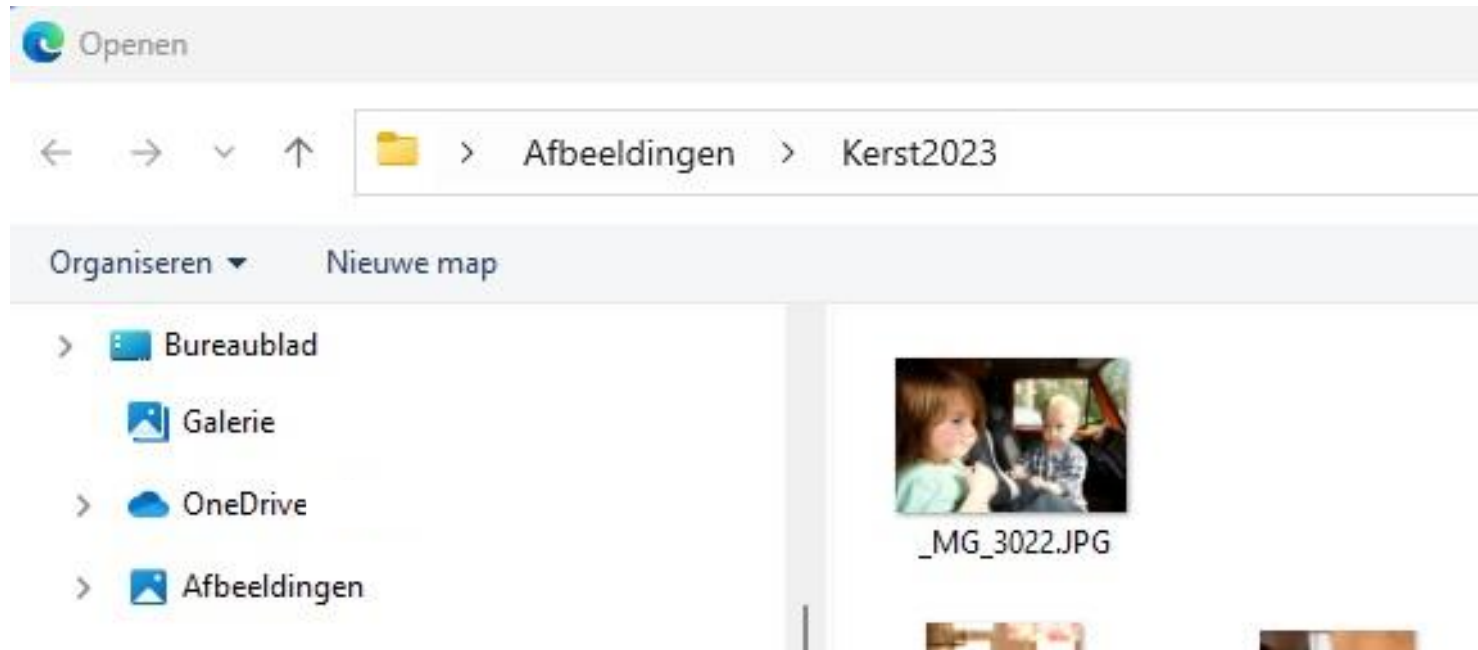 Openen
Afbeeldingen > Kerst2023
Organiseren Nieuwe map
Bureaublad
Galerie
OneDrive
Afbeeldingen
_MG_3022.JPG